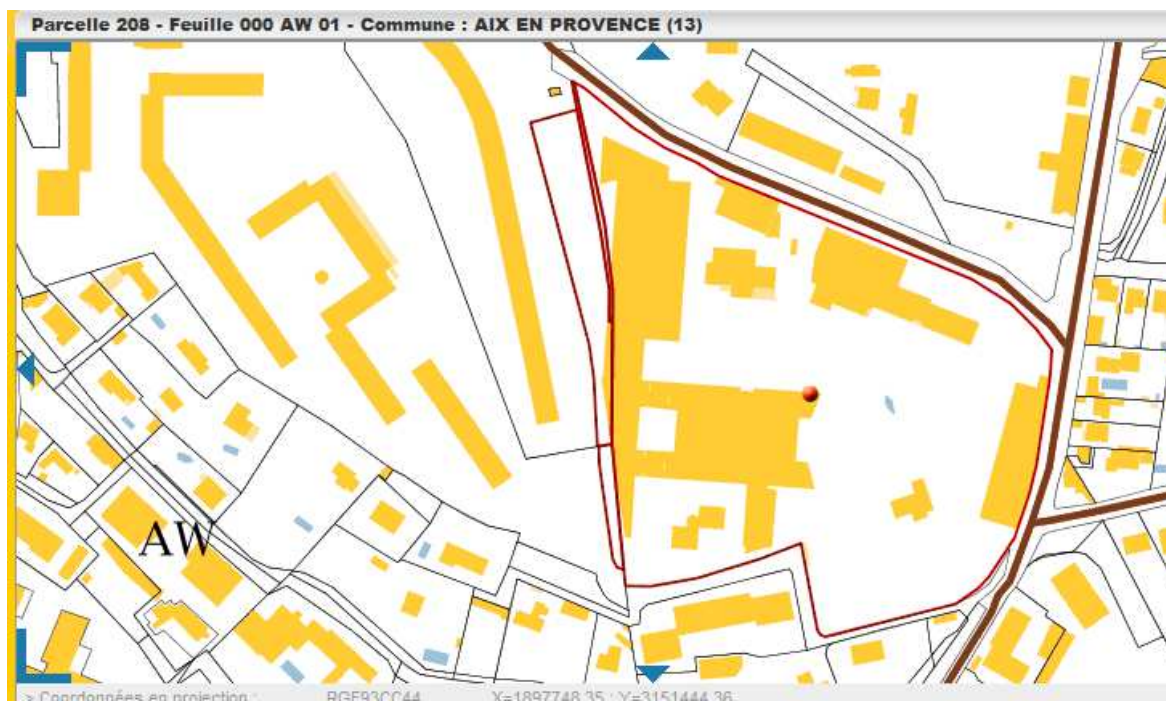 Parcelle 208 - Feuille 000 AW 01 - Commune : AIX EN PROVENCE (13)
AW
> Coordonnées en projection : RGF93CC44 X=1897748.35 ; Y=3151444.36